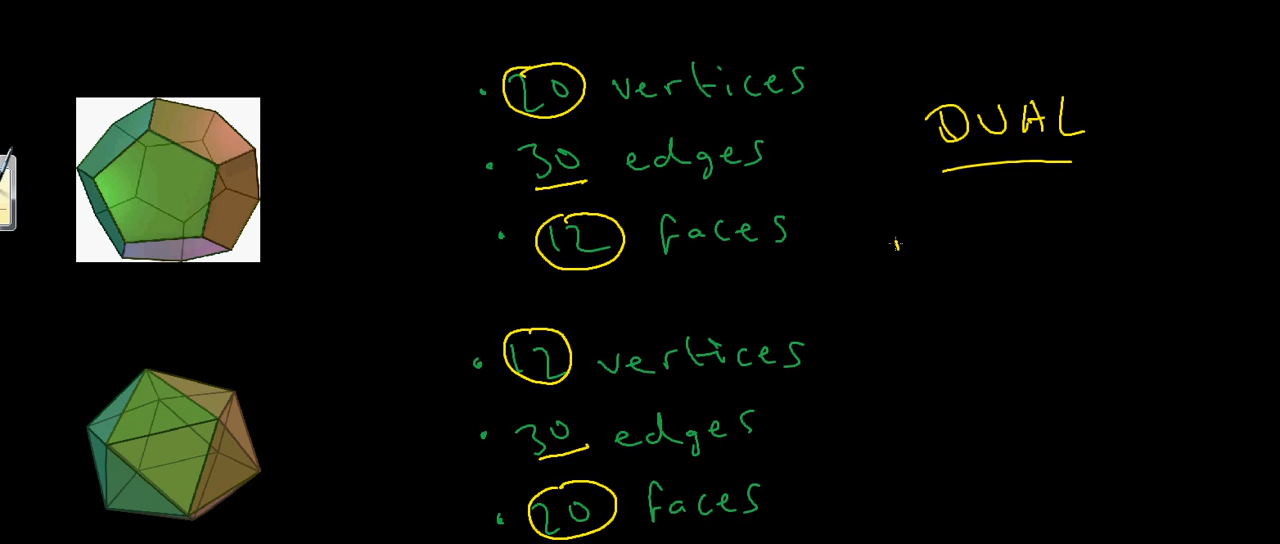 • 20 vertices
• 30 edges
• 12 faces
DUAL
• 12 vertices
• 30 edges
• 20 faces